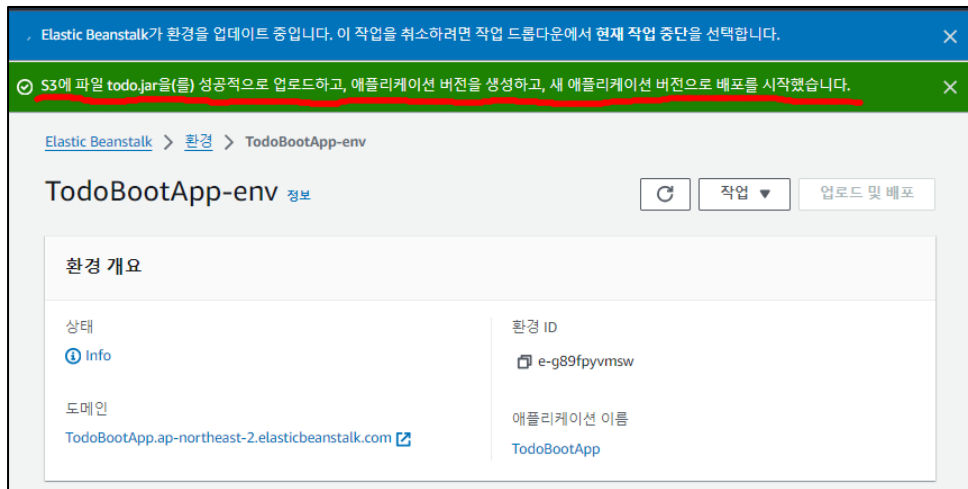 Elastic Beanstalk가 환경을 업데이트 중입니다. 이 작업을 취소하려면 작업 드롭다운에서 현재 작업 중단을 선택합니다.
S3에 파일 todo.jar을(를) 성공적으로 업로드하고, 애플리케이션 버전을 생성하고, 새 애플리케이션 버전으로 배포를 시작했습니다.
Elastic Beanstalk > 환경 > TodoBootApp-env
TodoBootApp-env 정보
작업 업로드 및 배포
환경 개요
상태
Info
도메인
TodoBootApp.ap-northeast-2.elasticbeanstalk.com
환경 ID
e-g89fpyvmsw
애플리케이션 이름
TodoBootApp